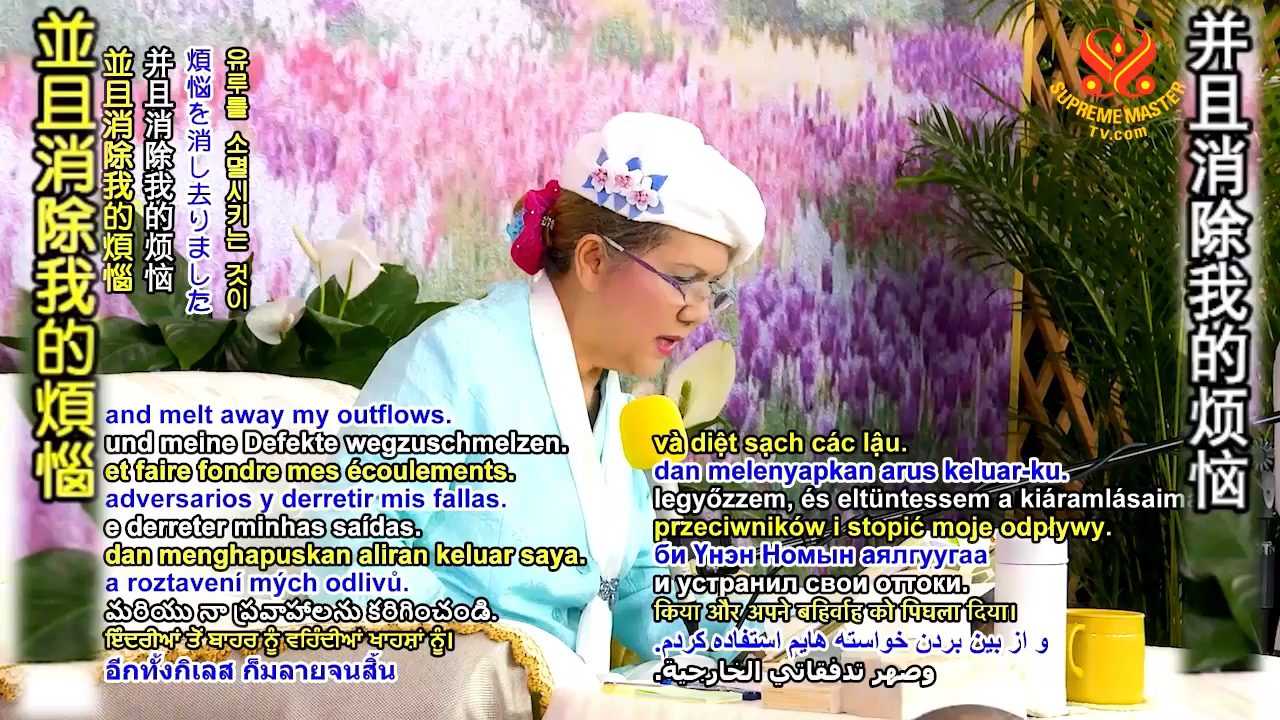 並且消除我的煩惱
並且消除我的煩惱
并且消除我的烦恼
煩悩を消し去りました
유루를 소멸시키는 것이
SUPREME MASTER
TV.com
并且消除我的烦恼
and melt away my outflows.
und meine Defekte wegzuschmelzen.
et faire fondre mes écoulements.
adversarios y derretir mis fallas.
e derreter minhas saídas.
dan menghapuskan aliran keluar saya.
a roztavení mých odlivů.
మరియు నా ప్రవాహాలను కరిగించండి.
ਇੰਦਰੀਆਂ ਤੋਂ ਬਾਹਰ ਨੂੰ ਵਹਿੰਦੀਆਂ ਖਾਹਸ਼ਾਂ ਨੂੰ।
อีกทั้งกิเลส ก็มลายจนสิ้น
và diệt sạch các lậu.
dan melenyapkan arus keluar-ku.
legyőzzem, és eltüntessem a kiáramlásaim
przeciwników i stopić moje odpływy.
би Үнэн Номын аялгуугаа
и устранил свои оттоки.
किया और अपने बहिर्वाह को पिघला दिया।
و از بین بردن خواسته هایم استفاده کردم.
وصهر تدفقاتي الخارجية.